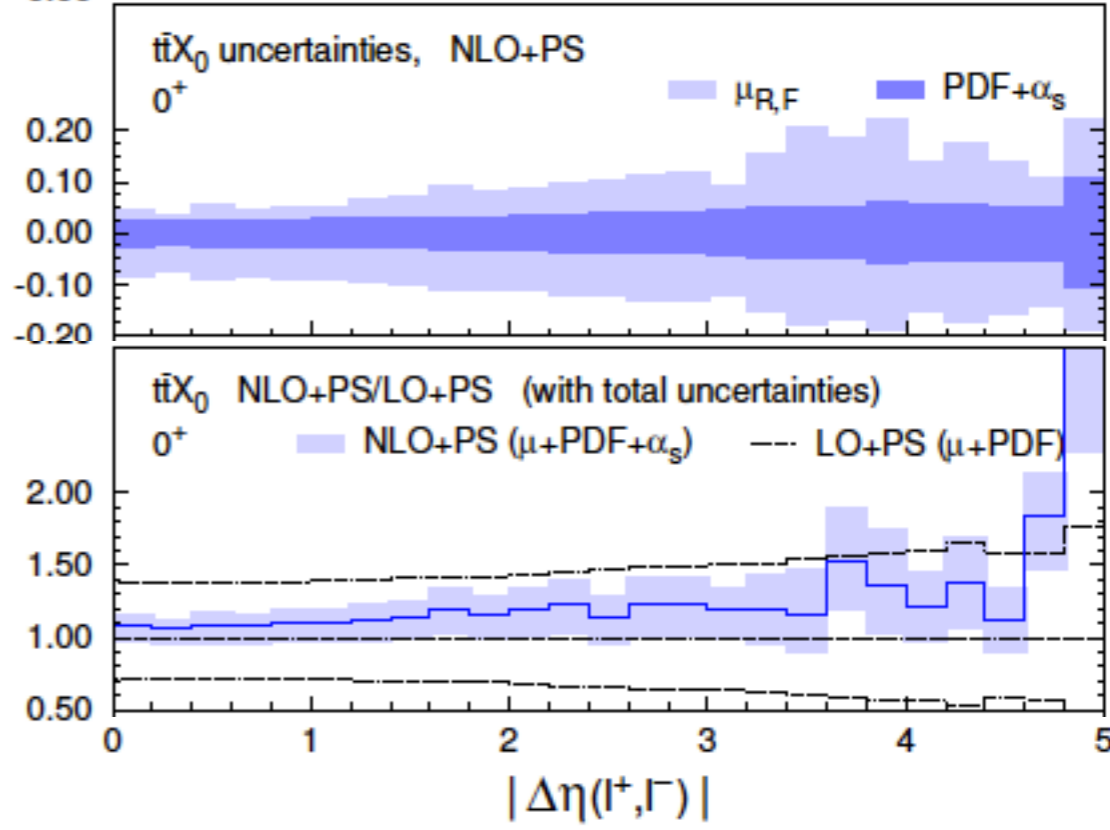 tt̄X₀ uncertainties, NLO+PS
0⁺ μR,F PDF+αs
0.20
0.10
0.00
-0.10
-0.20
tt̄X₀ NLO+PS/LO+PS (with total uncertainties)
0⁺ NLO+PS (μ+PDF+αs) LO+PS (μ+PDF)
2.00
1.50
1.00
0.50
0 1 2 3 4 5
| Δη(l⁺,l⁻) |